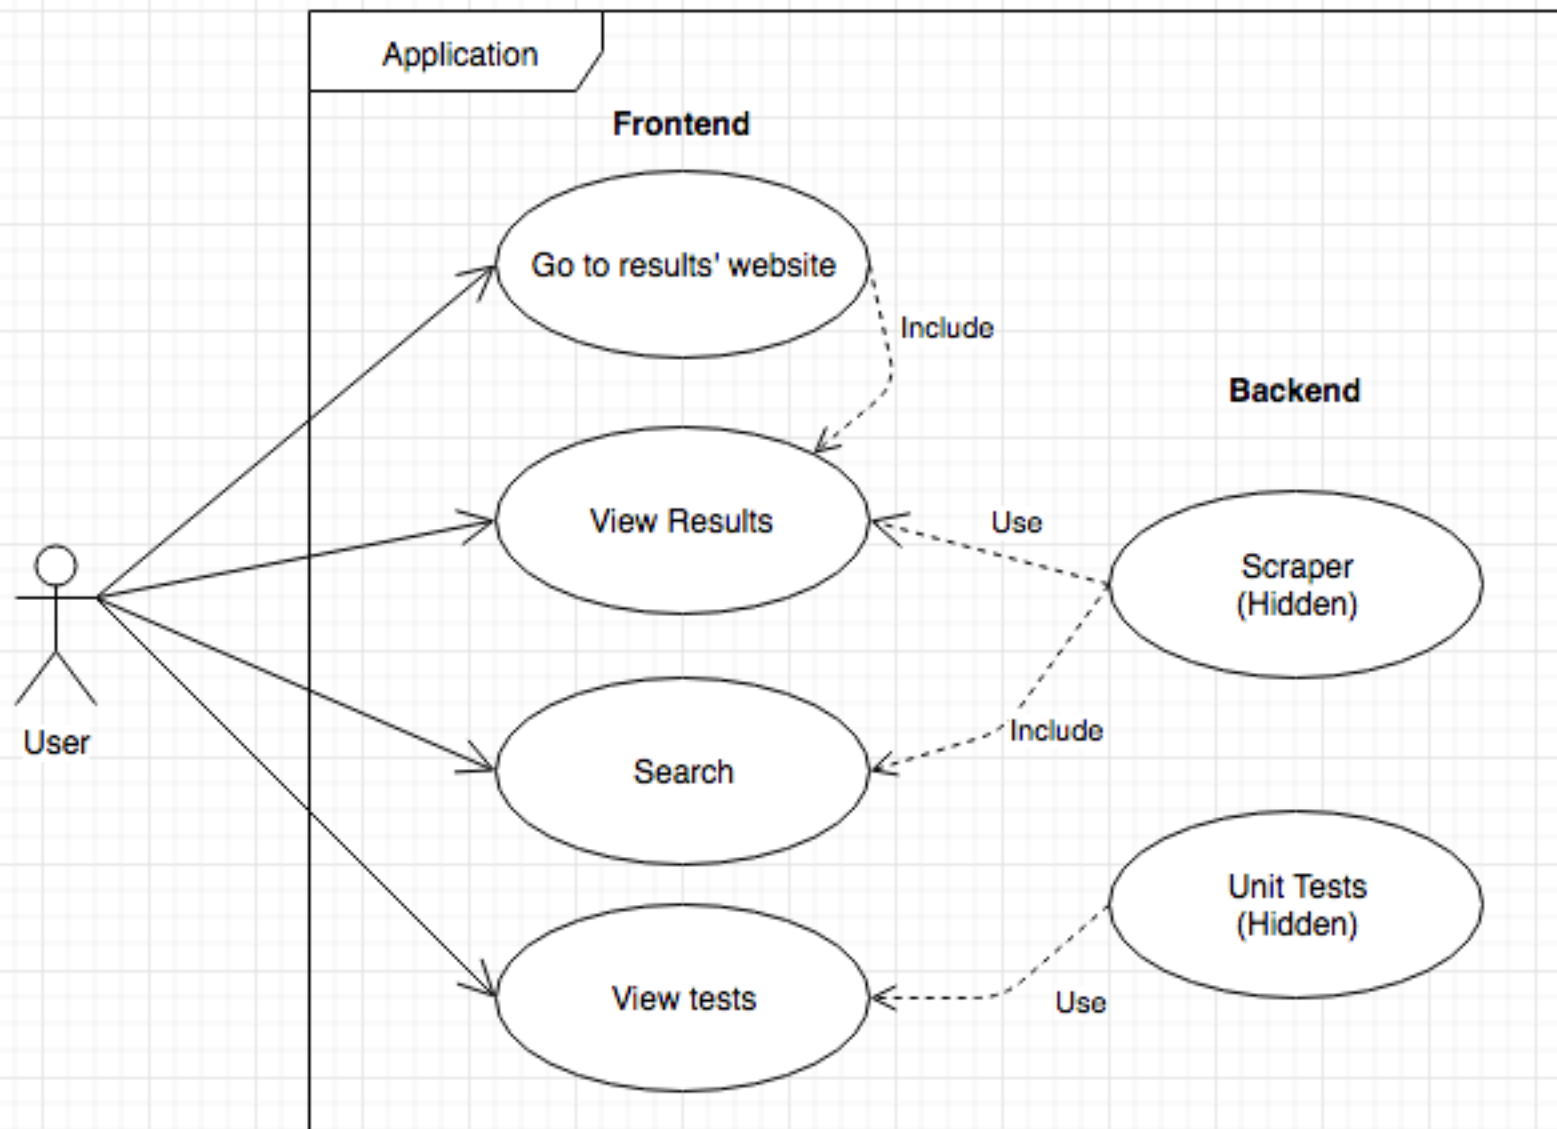 Application
Frontend
Go to results' website
Include
Backend
View Results
Use
Scraper
(Hidden)
User
Include
Search
Unit Tests
(Hidden)
View tests
Use